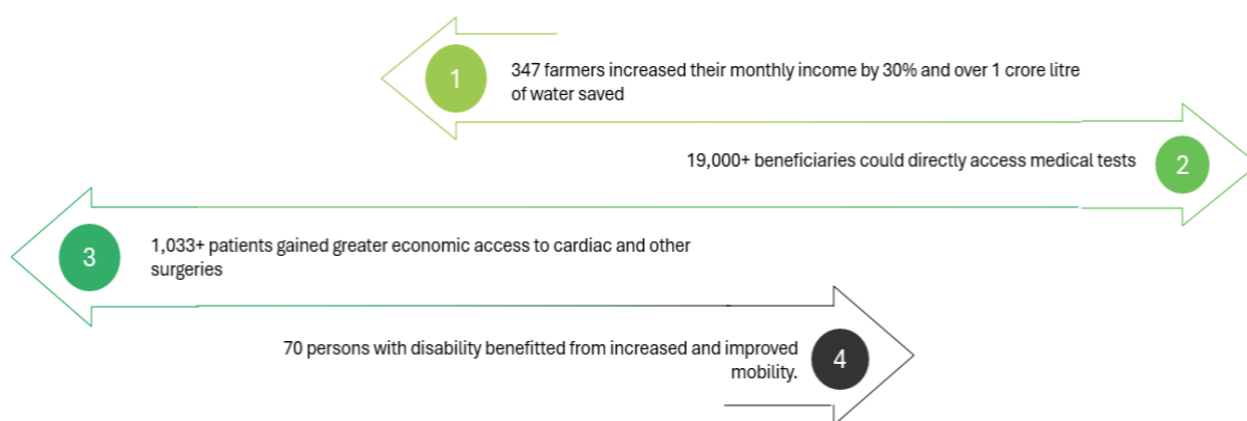 1
347 farmers increased their monthly income by 30% and over 1 crore litre
of water saved
19,000+ beneficiaries could directly access medical tests
2
3
1,033+ patients gained greater economic access to cardiac and other
surgeries
70 persons with disability benefitted from increased and improved
mobility.
4